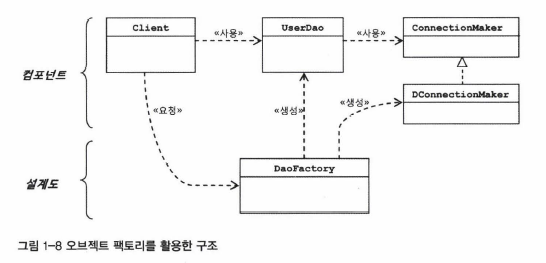 Client
UserDao
ConnectionMaker
«사용»
«사용»
컴포넌트
DConnectionMaker
«요청»
«생성»
«생성»
DaoFactory
설계도
그림 1-8 오브젝트 팩토리를 활용한 구조